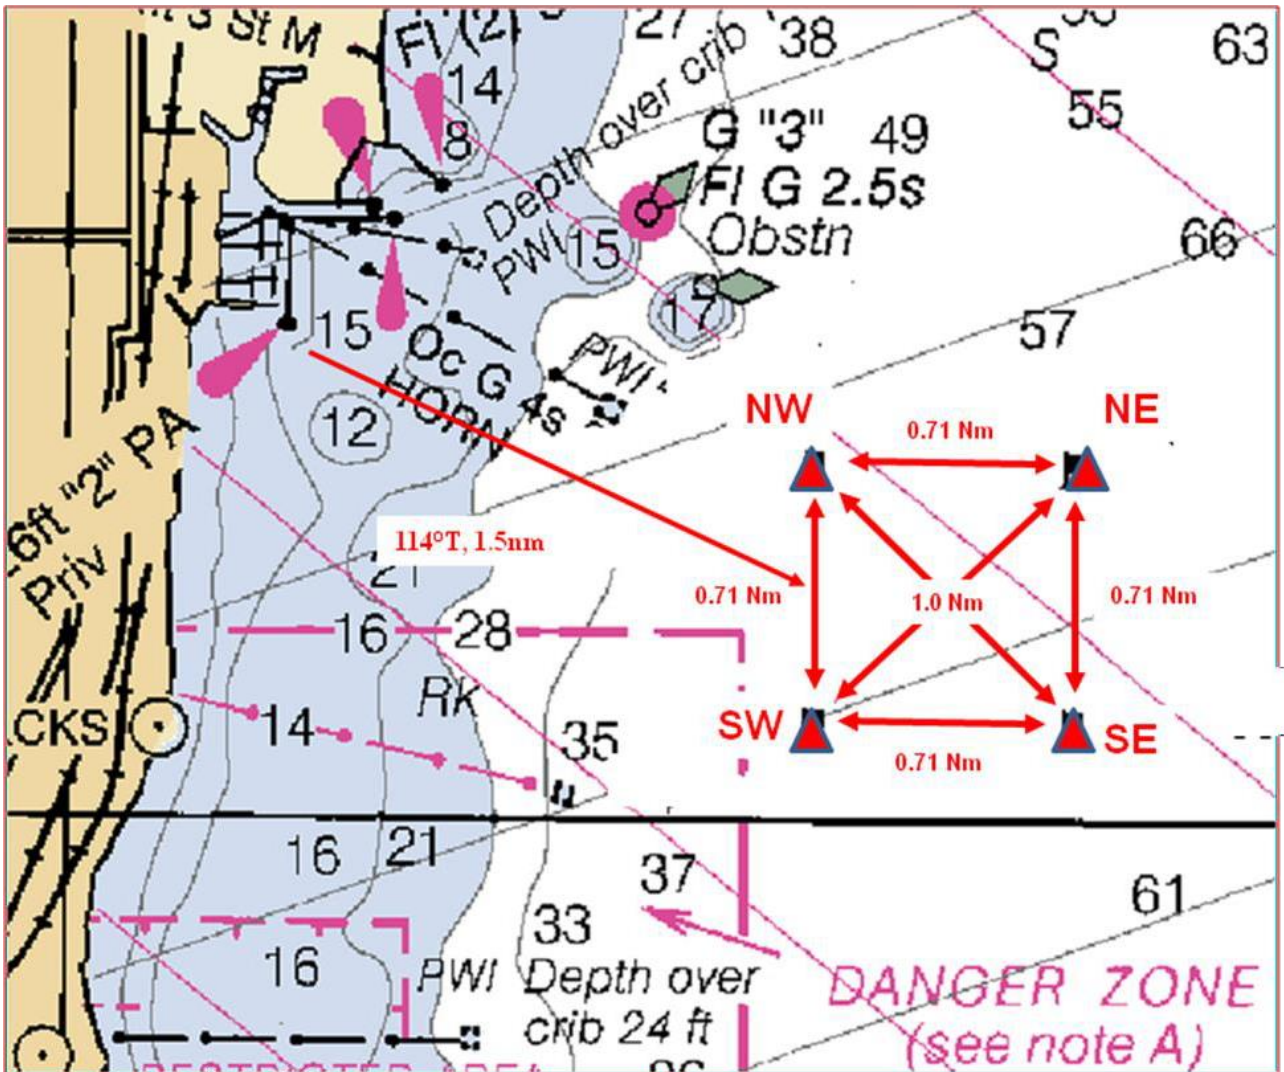 3 St M
Fl (2)
14
8
27
38
S
63
55
Depth over crib
PWI
G "3"
49
Fl G 2.5s
Obstn
15
66
17
57
15
Oc G 4s
HORN
PWI
12
26ft "2" PA
Priv
NW
NE
0.71 Nm
114°T, 1.5nm
21
0.71 Nm
1.0 Nm
0.71 Nm
16
28
Rk
14
35
SW
SE
0.71 Nm
CKS
16
21
37
61
33
16
PWI
Depth over
crib 24 ft
DANGER ZONE
(see note A)